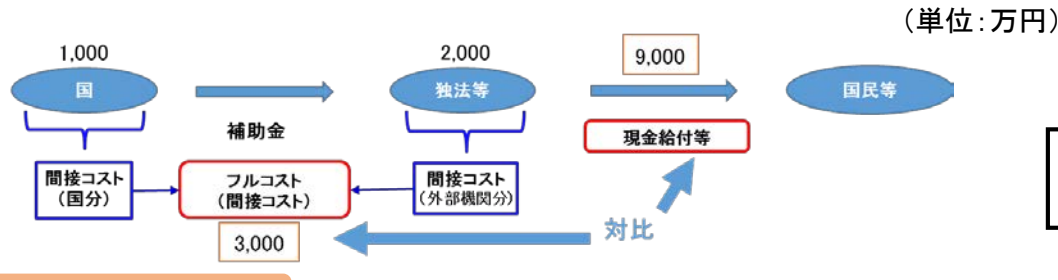 （単位：万円）
1,000
2,000
9,000
国
独法等
国民等
補助金
現金給付等
間接コスト
（国分）
フルコスト
（間接コスト）
間接コスト
（外部機関分）
対比
3,000